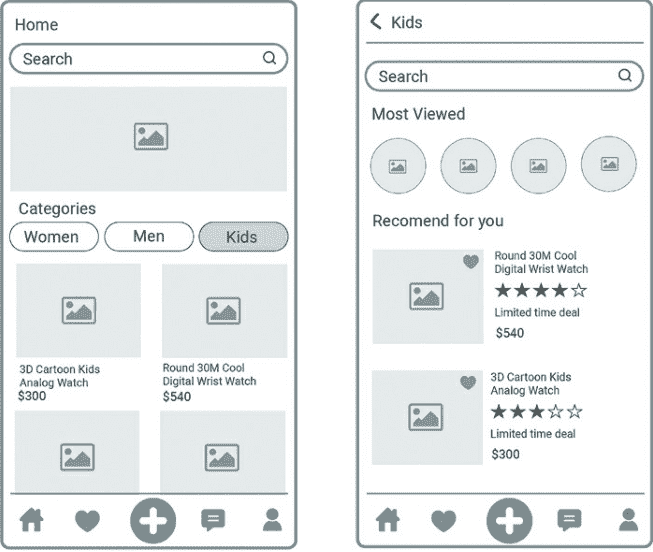 Home
Search
Categories
Women Men Kids
3D Cartoon Kids
Analog Watch
$300
Round 30M Cool
Digital Wrist Watch
$540
Kids
Search
Most Viewed
Recomend for you
Round 30M Cool
Digital Wrist Watch
Limited time deal
$540
3D Cartoon Kids
Analog Watch
Limited time deal
$300